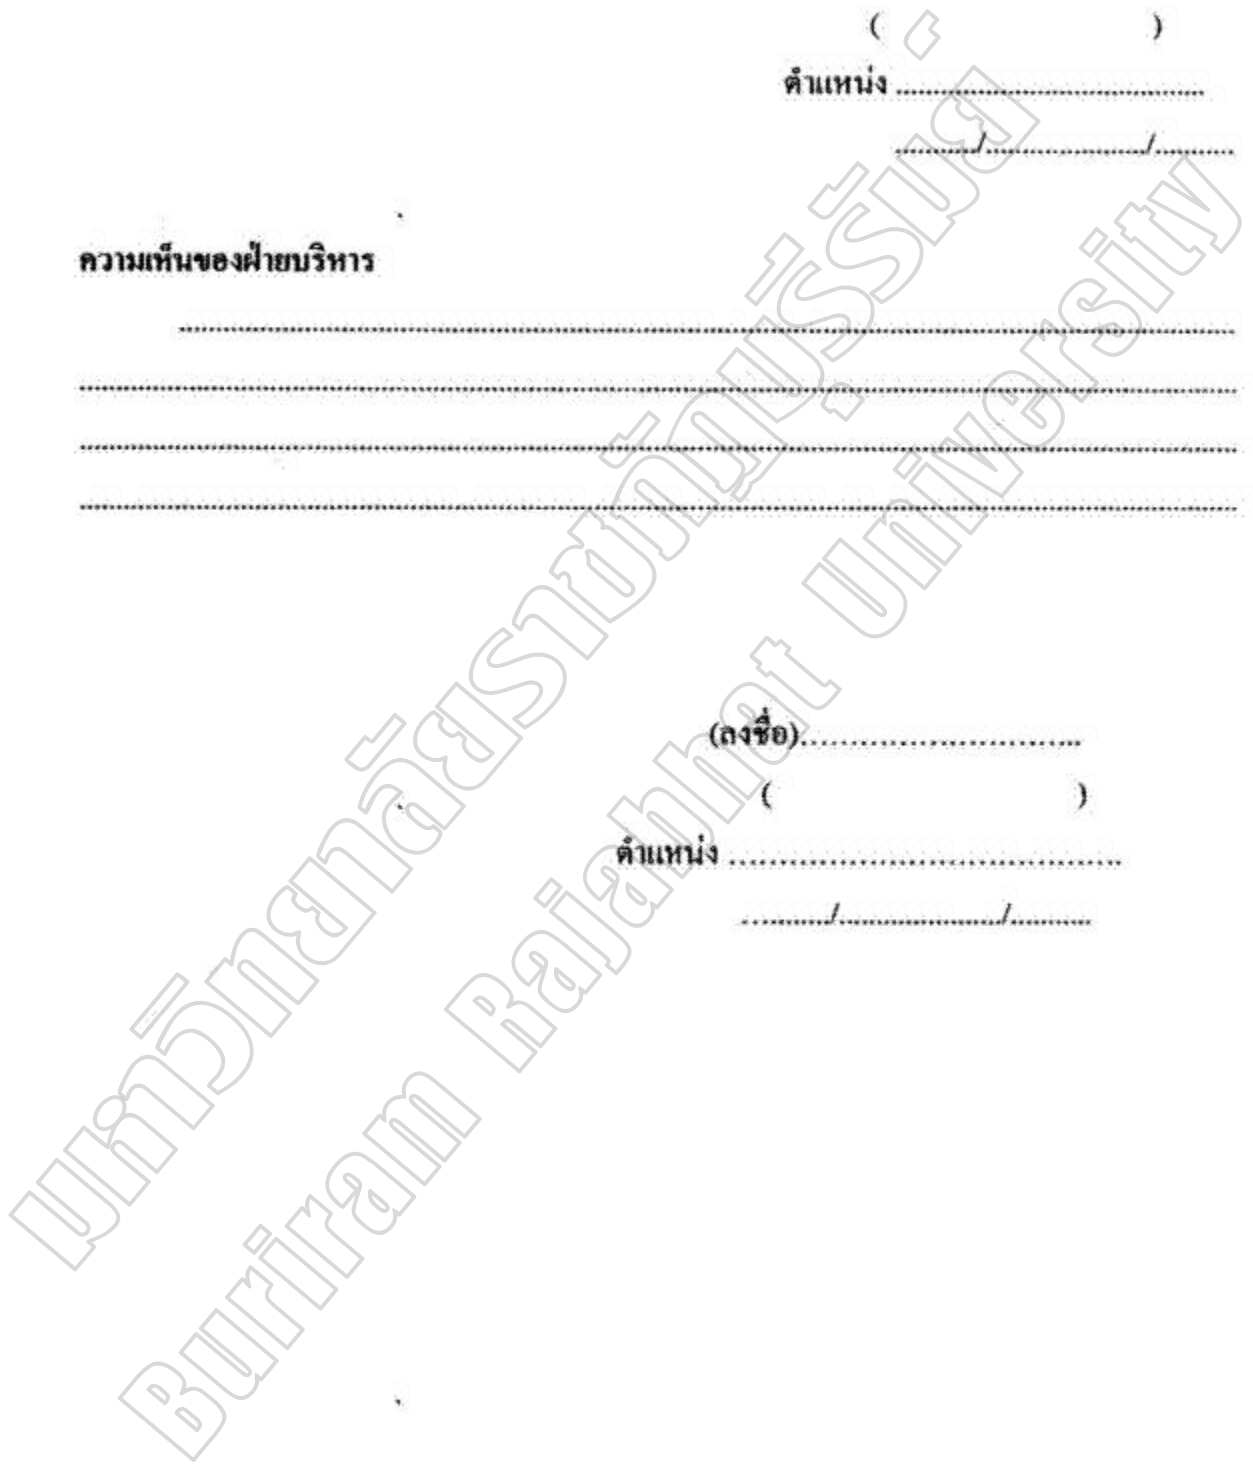 (                    )
ตำแหน่ง ..........................................
............/......................../............
ความเห็นของฝ่ายบริหาร
................................................................................
................................................................................
................................................................................
................................................................................
(ลงชื่อ)..............................
(                    )
ตำแหน่ง ..........................................
............/......................../............
มหาวิทยาลัยราชภัฏบุรีรัมย์
Buriram Rajabhat University